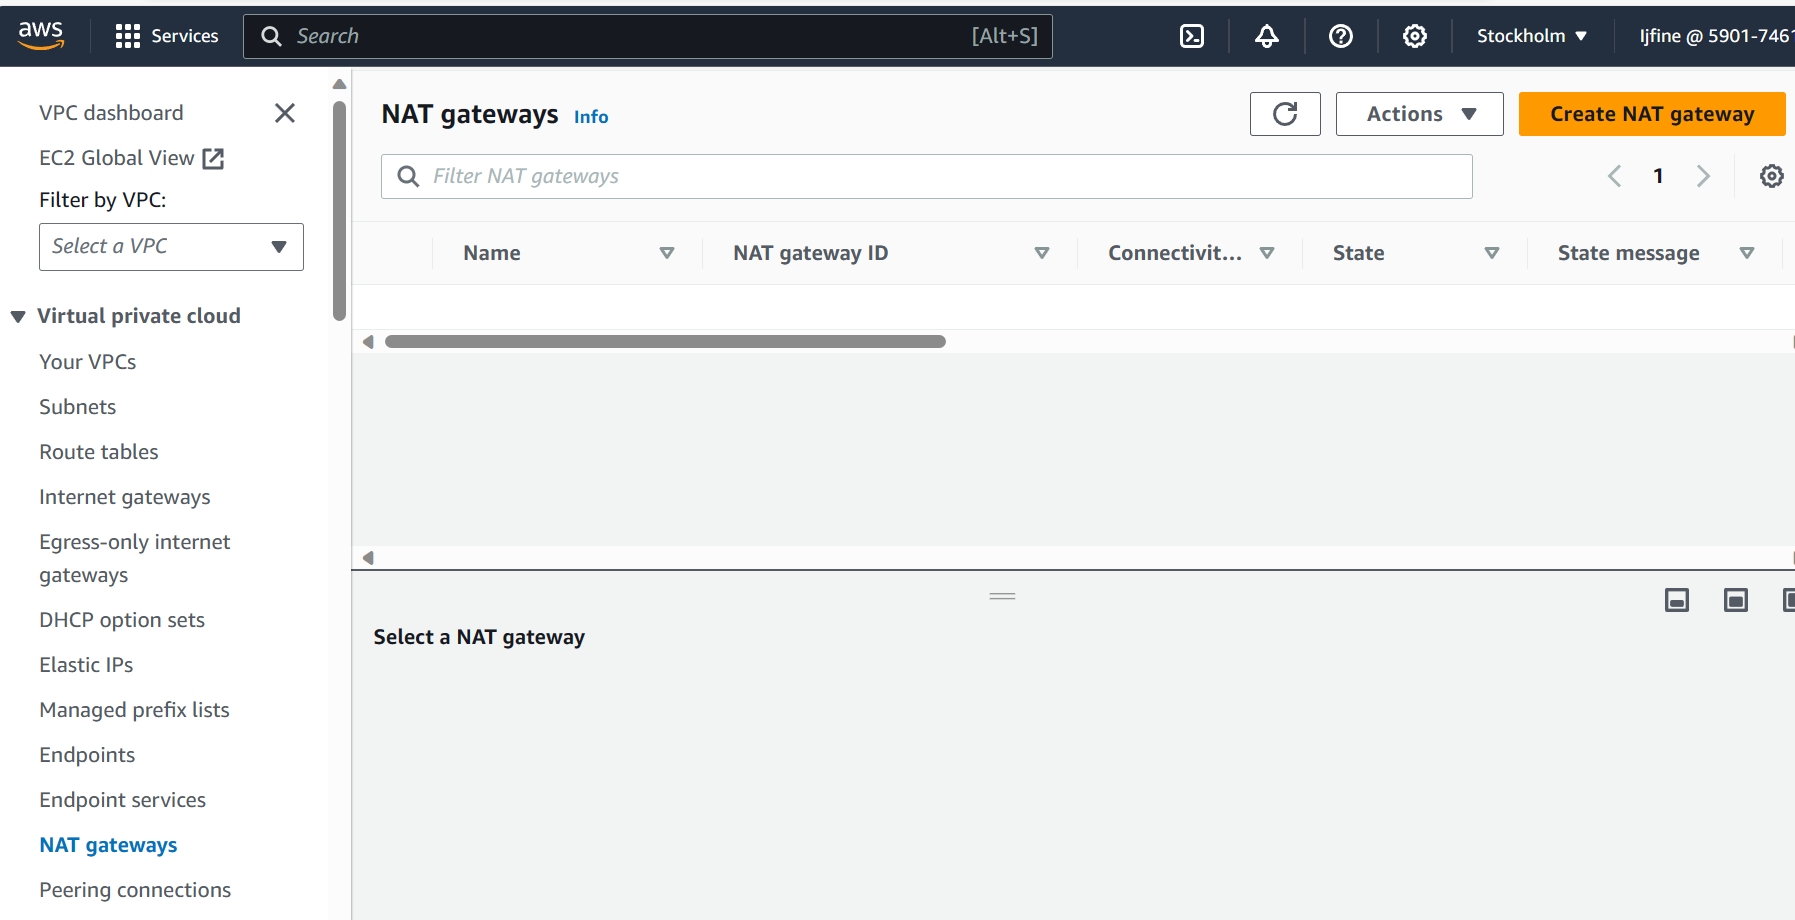 aws
Services
Search
[Alt+S]
Stockholm
ljfine @ 5901-746
VPC dashboard
EC2 Global View
Filter by VPC:
Select a VPC
Virtual private cloud
Your VPCs
Subnets
Route tables
Internet gateways
Egress-only internet
gateways
DHCP option sets
Elastic IPs
Managed prefix lists
Endpoints
Endpoint services
NAT gateways
Peering connections
NAT gateways Info
Actions
Create NAT gateway
Filter NAT gateways
1
Name
NAT gateway ID
Connectivit...
State
State message
Select a NAT gateway